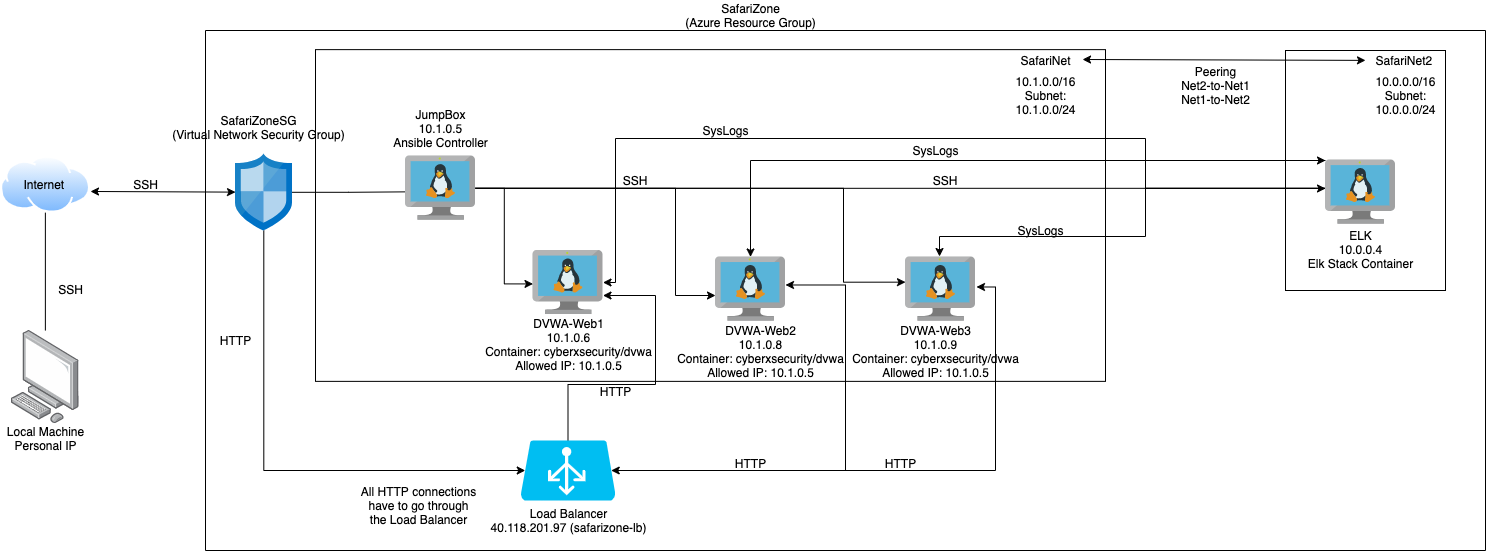 SafariZone
(Azure Resource Group)
SafariNet
10.1.0.0/16
Subnet:
10.1.0.0/24
Peering
Net2-to-Net1
Net1-to-Net2
SafariNet2
10.0.0.0/16
Subnet:
10.0.0.0/24
SafariZoneSG
(Virtual Network Security Group)
JumpBox
10.1.0.5
Ansible Controller
SysLogs
SysLogs
Internet
SSH
SSH
SSH
SysLogs
ELK
10.0.0.4
Elk Stack Container
SSH
HTTP
DVWA-Web1
10.1.0.6
Container: cyberxsecurity/dvwa
Allowed IP: 10.1.0.5
DVWA-Web2
10.1.0.8
Container: cyberxsecurity/dvwa
Allowed IP: 10.1.0.5
DVWA-Web3
10.1.0.9
Container: cyberxsecurity/dvwa
Allowed IP: 10.1.0.5
HTTP
Local Machine
Personal IP
HTTP
HTTP
All HTTP connections
have to go through
the Load Balancer
Load Balancer
40.118.201.97 (safarizone-lb)